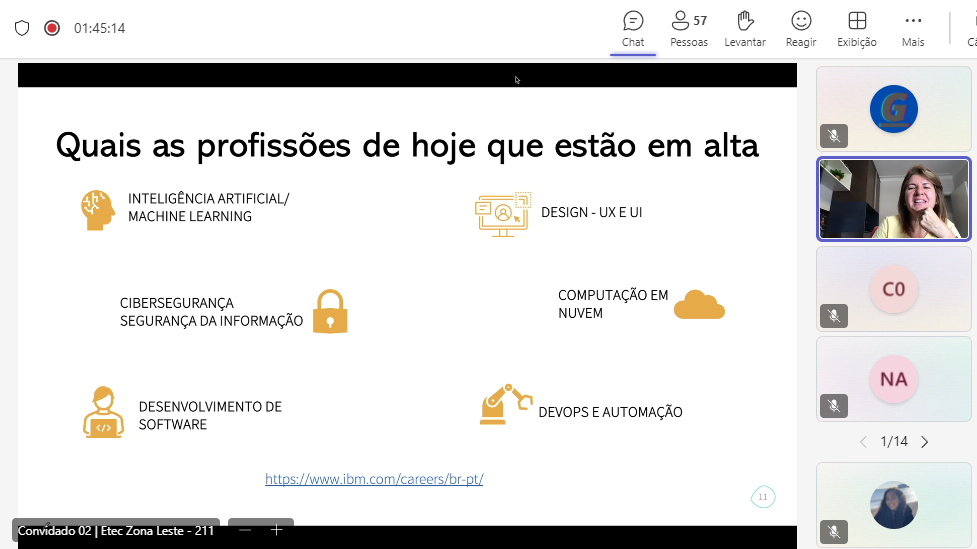 01:45:14
Chat
57
Pessoas
Levantar
Reagir
Exibição
Mais
Quais as profissões de hoje que estão em alta
INTELIGÊNCIA ARTIFICIAL/
MACHINE LEARNING
DESIGN - UX E UI
CIBERSEGURANÇA
SEGURANÇA DA INFORMAÇÃO
COMPUTAÇÃO EM
NUVEM
</>
DESENVOLVIMENTO DE
SOFTWARE
DEVOPS E AUTOMAÇÃO
https://www.ibm.com/careers/br-pt/
11
Convidado 02 | Etec Zona Leste - 211
G
C0
NA
1/14